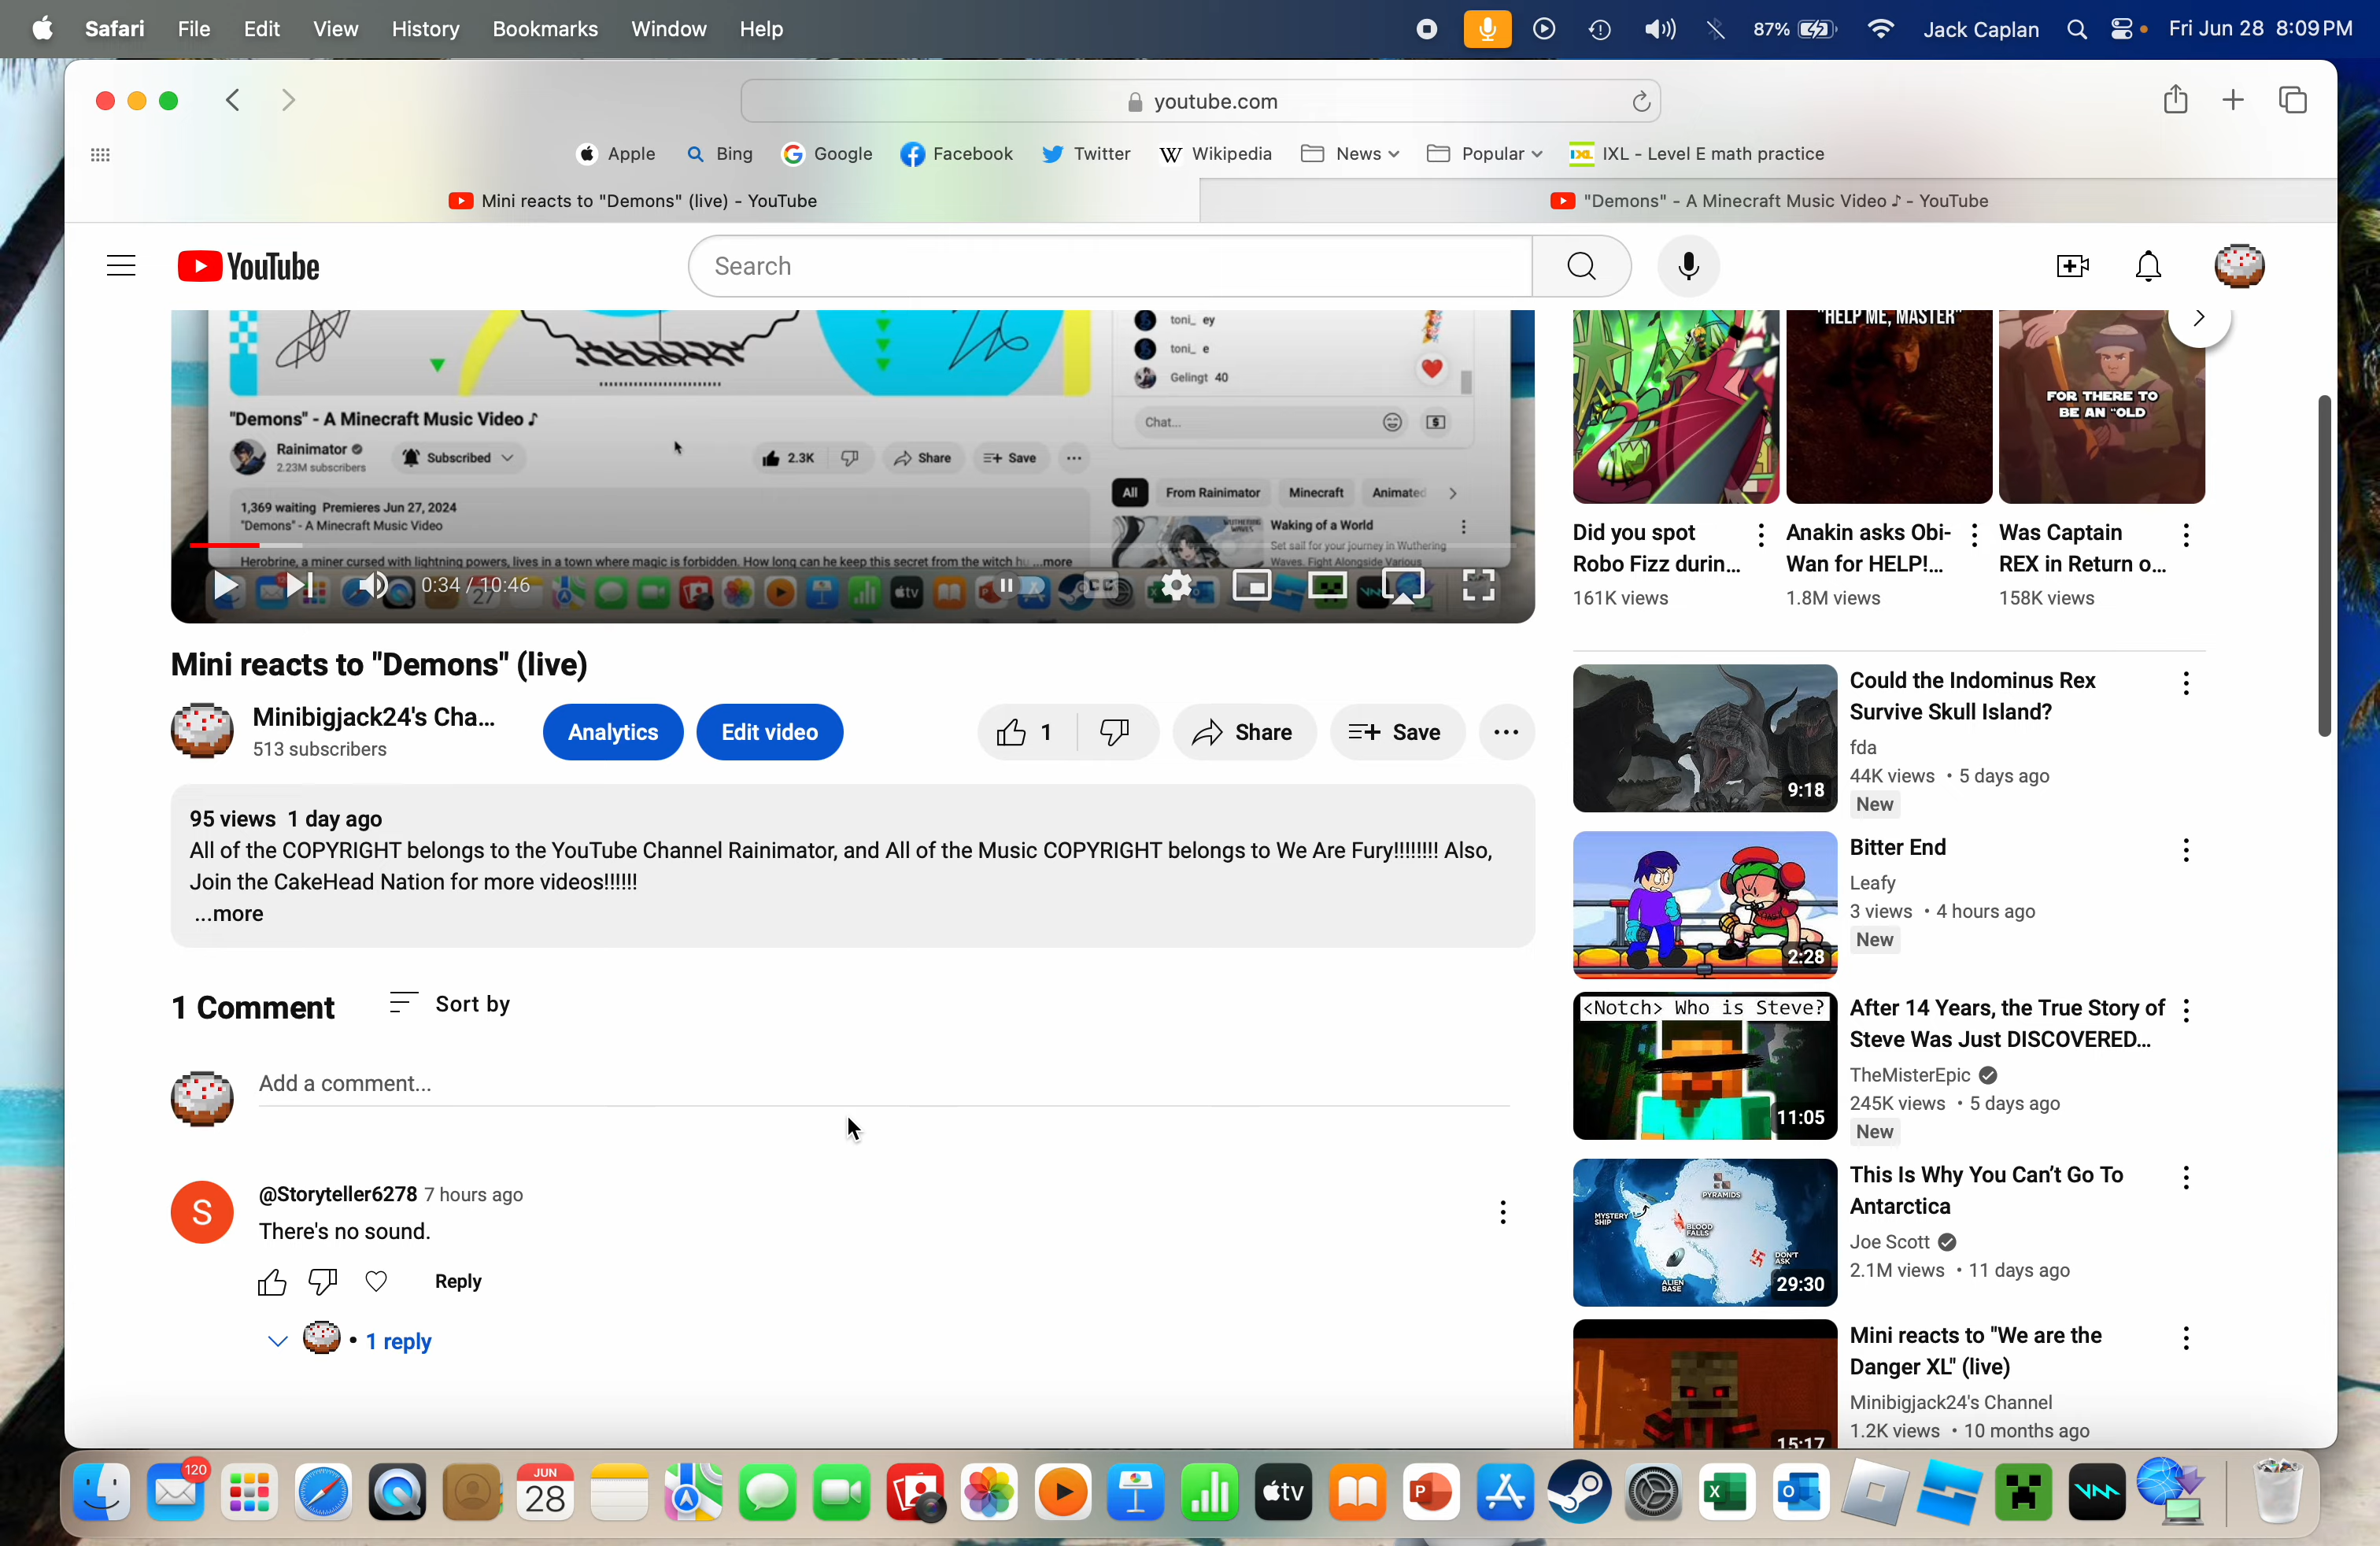 Safari File Edit View History Bookmarks Window Help 87% Jack Caplan Fri Jun 28 8:09 PM
youtube.com
Apple Bing Google Facebook Twitter Wikipedia News Popular IXL - Level E math practice
Mini reacts to "Demons" (live) - YouTube
"Demons" - A Minecraft Music Video ♪ - YouTube
YouTube
Search
toni_ ey
toni_ e
Gelingt 40
Chat...
"Demons" - A Minecraft Music Video ♪
Rainimator
2.23M subscribers
Subscribed
2.3K
Share
Save
1,369 waiting Premieres Jun 27, 2024
"Demons" - A Minecraft Music Video
Herobrine, a miner cursed with lightning powers, lives in a town where magic is forbidden. How long can he keep this secret from the witch hu ...more
All From Rainimator Minecraft Animated
Waking of a World
Set sail for your journey in Wuthering
Waves. Fight Alongside Various
0:34 / 10:46
Mini reacts to "Demons" (live)
Minibigjack24's Cha...
513 subscribers
Analytics
Edit video
1
Share
Save
95 views 1 day ago
All of the COPYRIGHT belongs to the YouTube Channel Rainimator, and All of the Music COPYRIGHT belongs to We Are Fury!!!!!!!! Also,
Join the CakeHead Nation for more videos!!!!!!
...more
1 Comment
Sort by
Add a comment...
S
@Storyteller6278 7 hours ago
There's no sound.
Reply
1 reply
"HELP ME, MASTER"
FOR THERE TO
BE AN "OLD
Did you spot
Robo Fizz durin...
161K views
Anakin asks Obi-
Wan for HELP!...
1.8M views
Was Captain
REX in Return o...
158K views
9:18
Could the Indominus Rex
Survive Skull Island?
fda
44K views • 5 days ago
New
2:28
Bitter End
Leafy
3 views • 4 hours ago
New
<Notch> Who is Steve?
11:05
After 14 Years, the True Story of
Steve Was Just DISCOVERED...
TheMisterEpic
245K views • 5 days ago
New
PYRAMIDS
MYSTERY
SHIP
BLOOD
FALLS
DON'T
ASK
ALIEN
BASE
29:30
This Is Why You Can't Go To
Antarctica
Joe Scott
2.1M views • 11 days ago
15:17
Mini reacts to "We are the
Danger XL" (live)
Minibigjack24's Channel
1.2K views • 10 months ago
120
JUN
28
tv